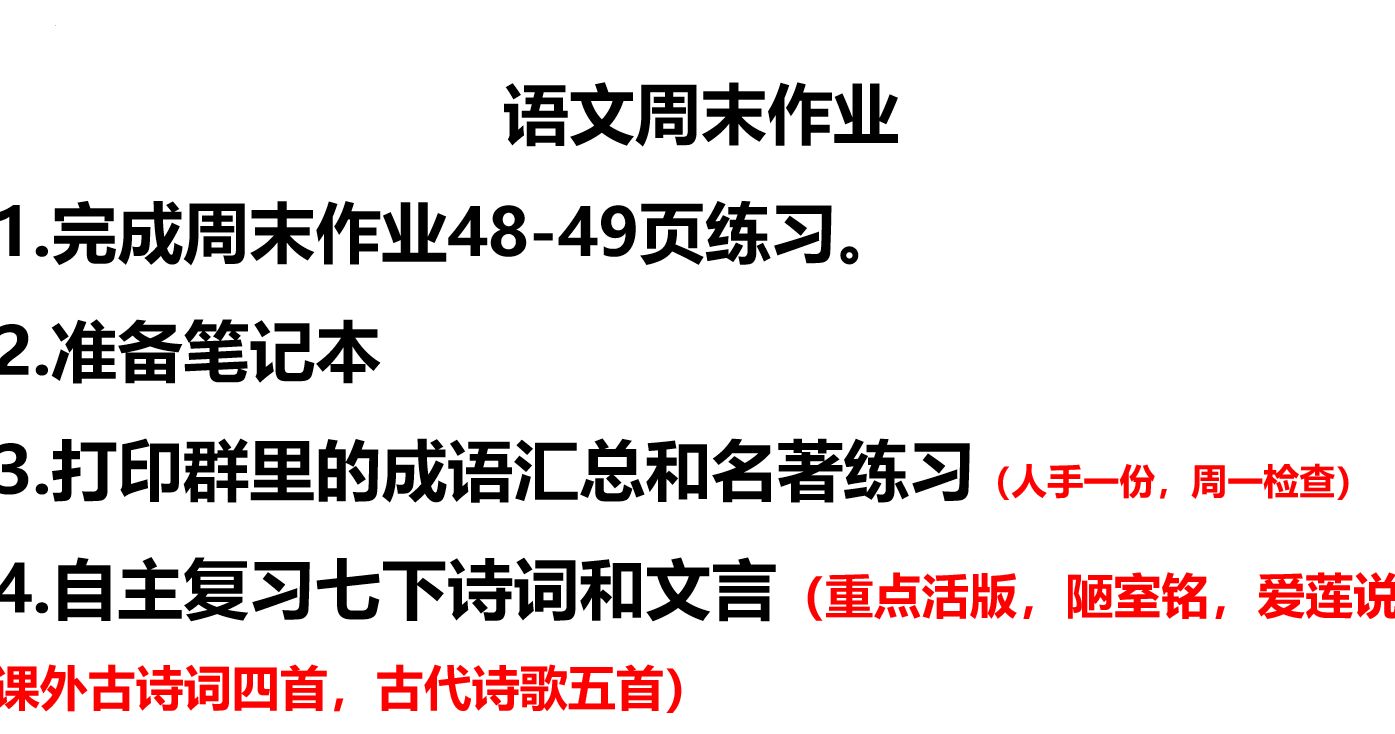 语文周末作业
1.完成周末作业48-49页练习。
2.准备笔记本
3.打印群里的成语汇总和名著练习（人手一份，周一检查）
4.自主复习七下诗词和文言（重点活版，陋室铭，爱莲说
课外古诗词四首，古代诗歌五首）